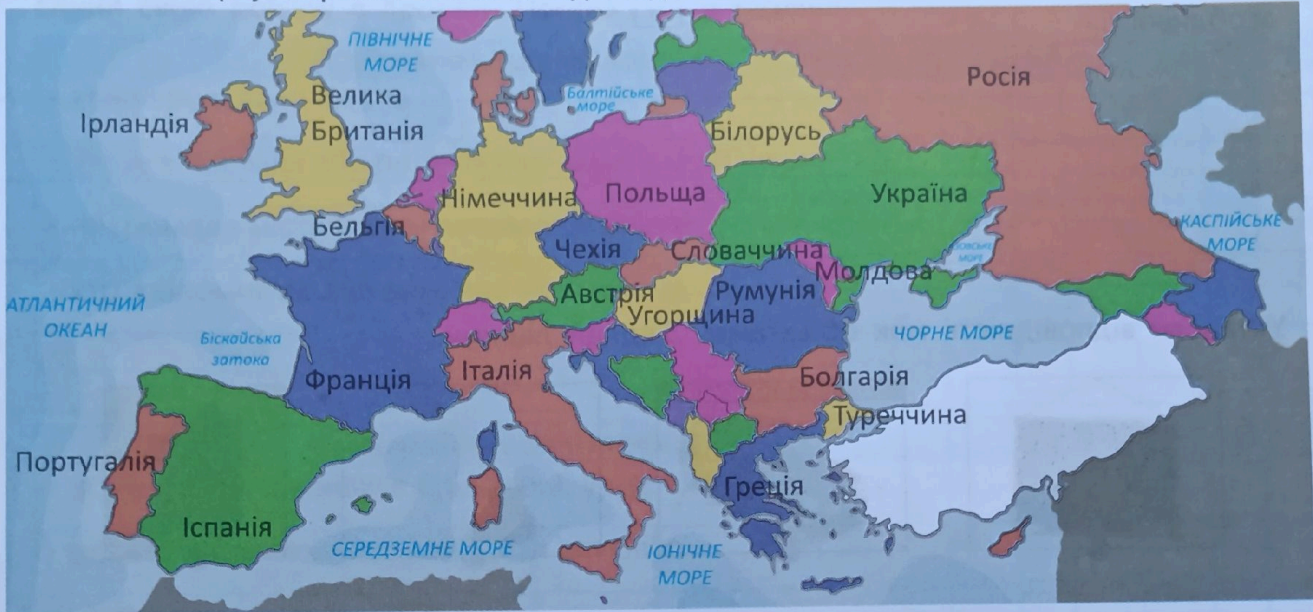 ПІВНІЧНЕ
МОРЕ
Росія
Балтійське
море
Велика
Британія
Ірландія
Білорусь
Німеччина
Польща
Україна
Бельгія
КАСПІЙСЬКЕ
МОРЕ
Чехія
Словаччина
Молдова
АТЛАНТИЧНИЙ
ОКЕАН
Австрія
Румунія
Угорщина
ЧОРНЕ МОРЕ
Біскайська
затока
Франція
Італія
Болгарія
Туреччина
Португалія
Греція
Іспанія
СЕРЕДЗЕМНЕ МОРЕ
ІОНІЧНЕ
МОРЕ